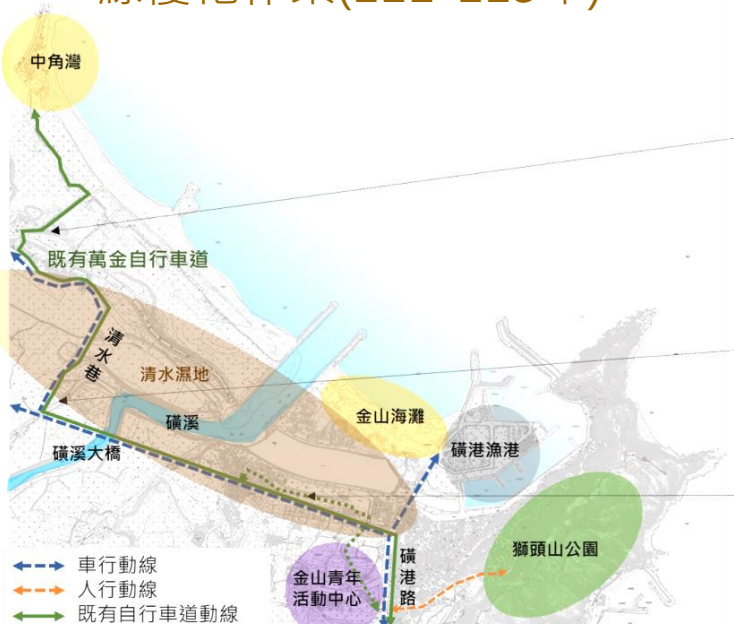 中角灣
既有萬金自行車道
清水巷
清水濕地
磺溪
金山海灘
磺港漁港
磺溪大橋
獅頭山公園
磺港路
金山青年
活動中心
車行動線
人行動線
既有自行車道動線